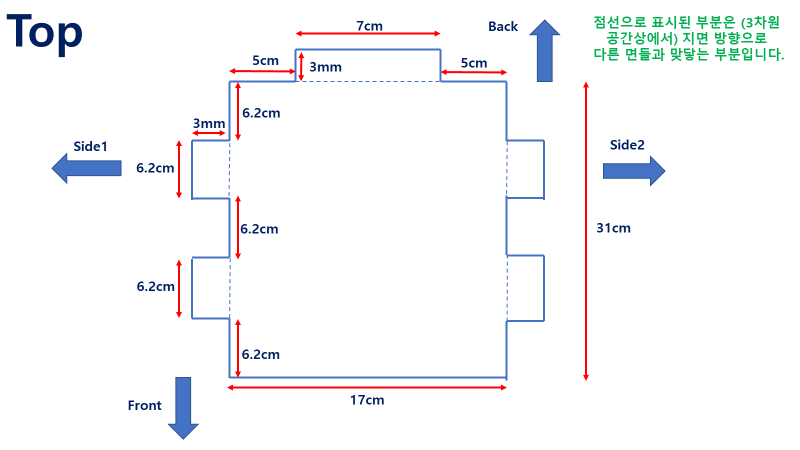 Top
7cm
Back
점선으로 표시된 부분은 (3차원
공간상에서) 지면 방향으로
다른 면들과 맞닿는 부분입니다.
5cm
3mm
5cm
6.2cm
3mm
Side1
6.2cm
Side2
6.2cm
31cm
6.2cm
6.2cm
Front
17cm